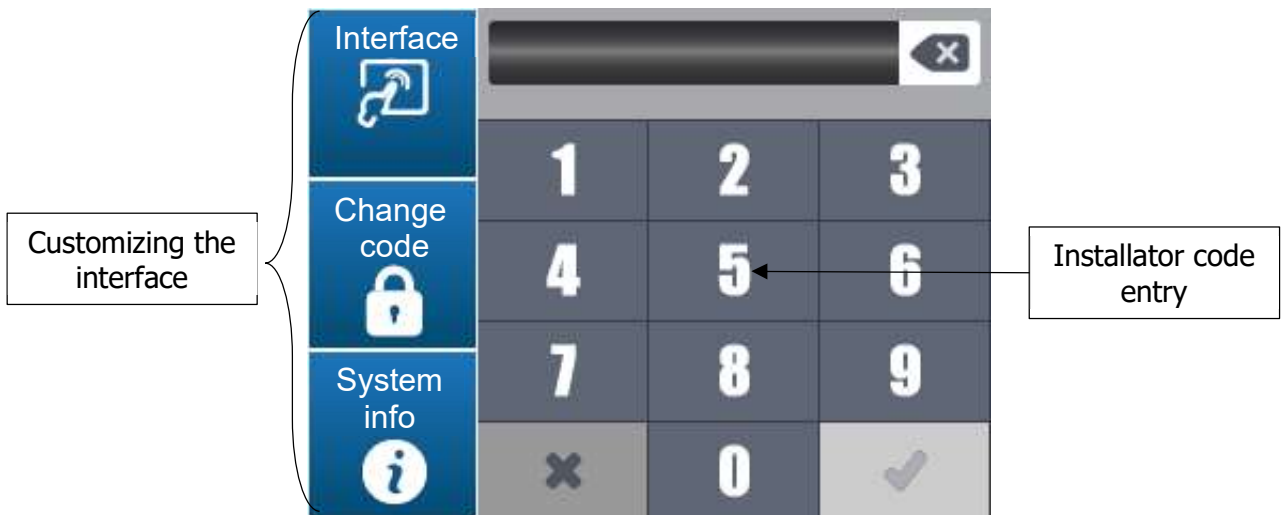 Interface
1 2 3
Change
code
Customizing the
interface
4 5 6
Installator code
entry
7 8 9
System
info
i
0